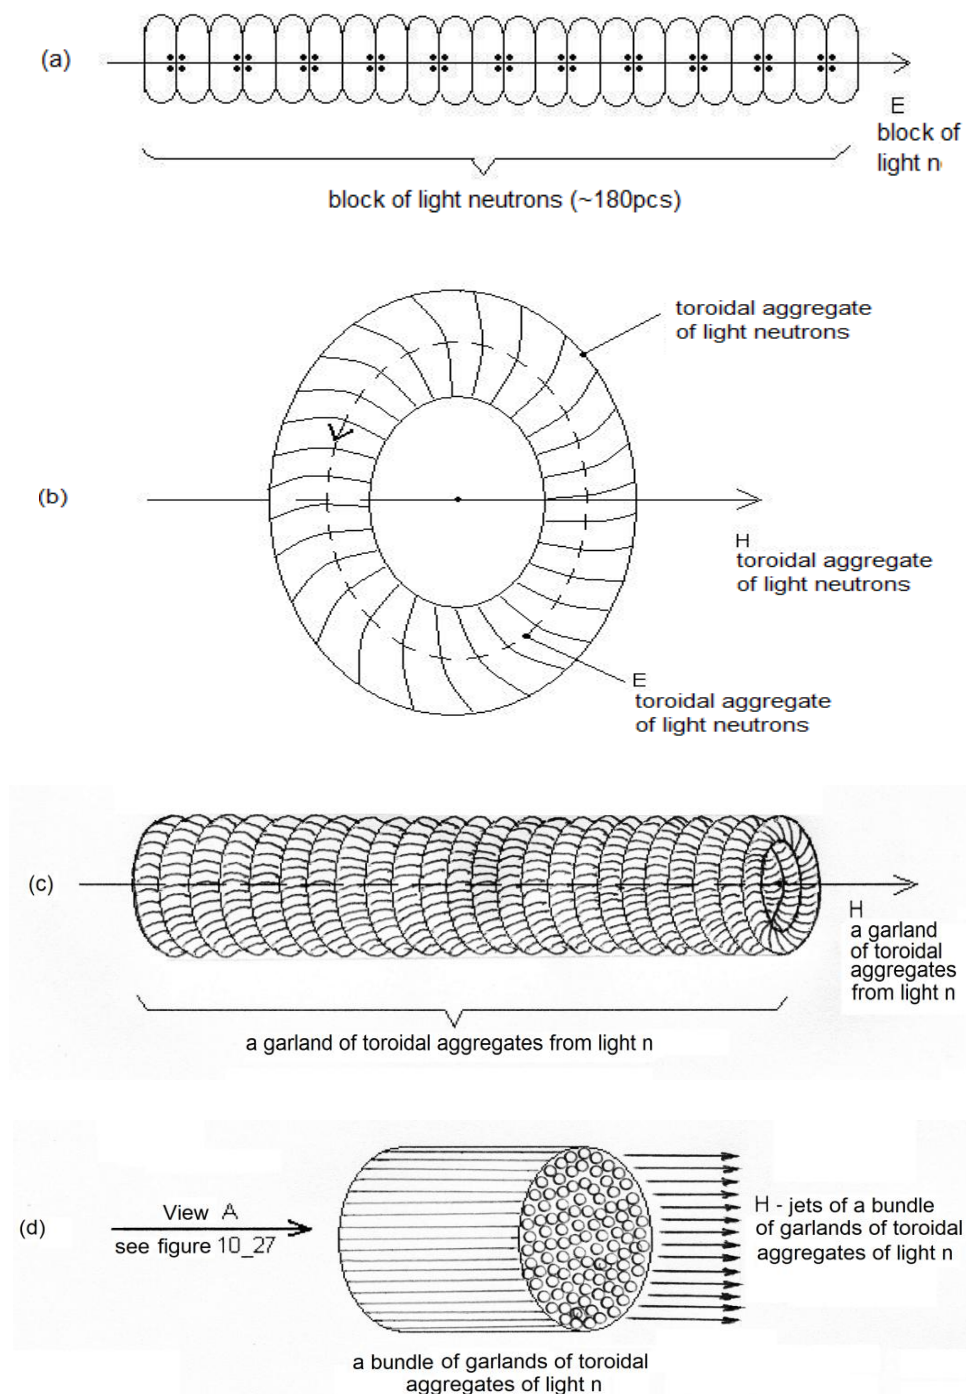 (a)
E
block of
light n
block of light neutrons (~180pcs)
toroidal aggregate
of light neutrons
(b)
H
toroidal aggregate
of light neutrons
E
toroidal aggregate
of light neutrons
(c)
H
a garland
of toroidal
aggregates
from light n
a garland of toroidal aggregates from light n
(d)
View A
see figure 10_27
H - jets of a bundle
of garlands of toroidal
aggregates of light n
a bundle of garlands of toroidal
aggregates of light n